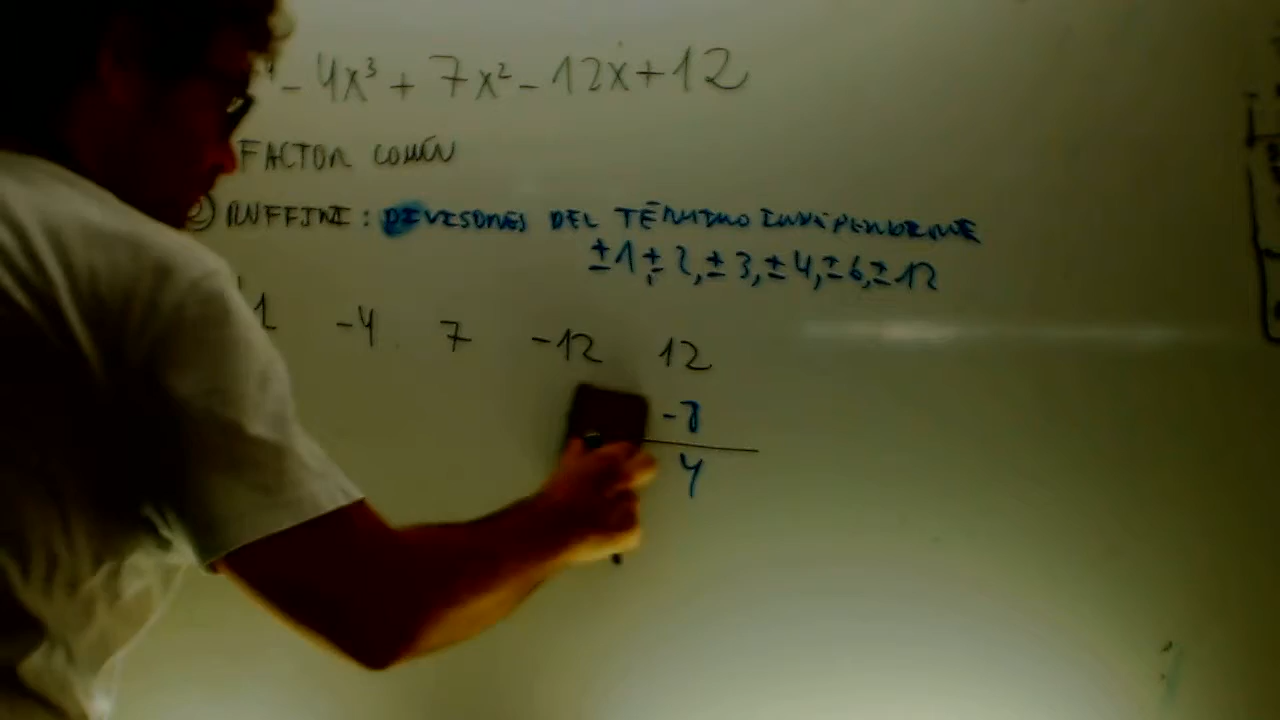 - 4x³ + 7x² - 12x + 12
FACTOR COMÚN
② RUFFINI: DIVISORES DEL TÉRMINO INDEPENDIENTE
±1 ± 2, ± 3, ± 4, ± 6, ± 12
1 -4 7 -12 12
-8
4